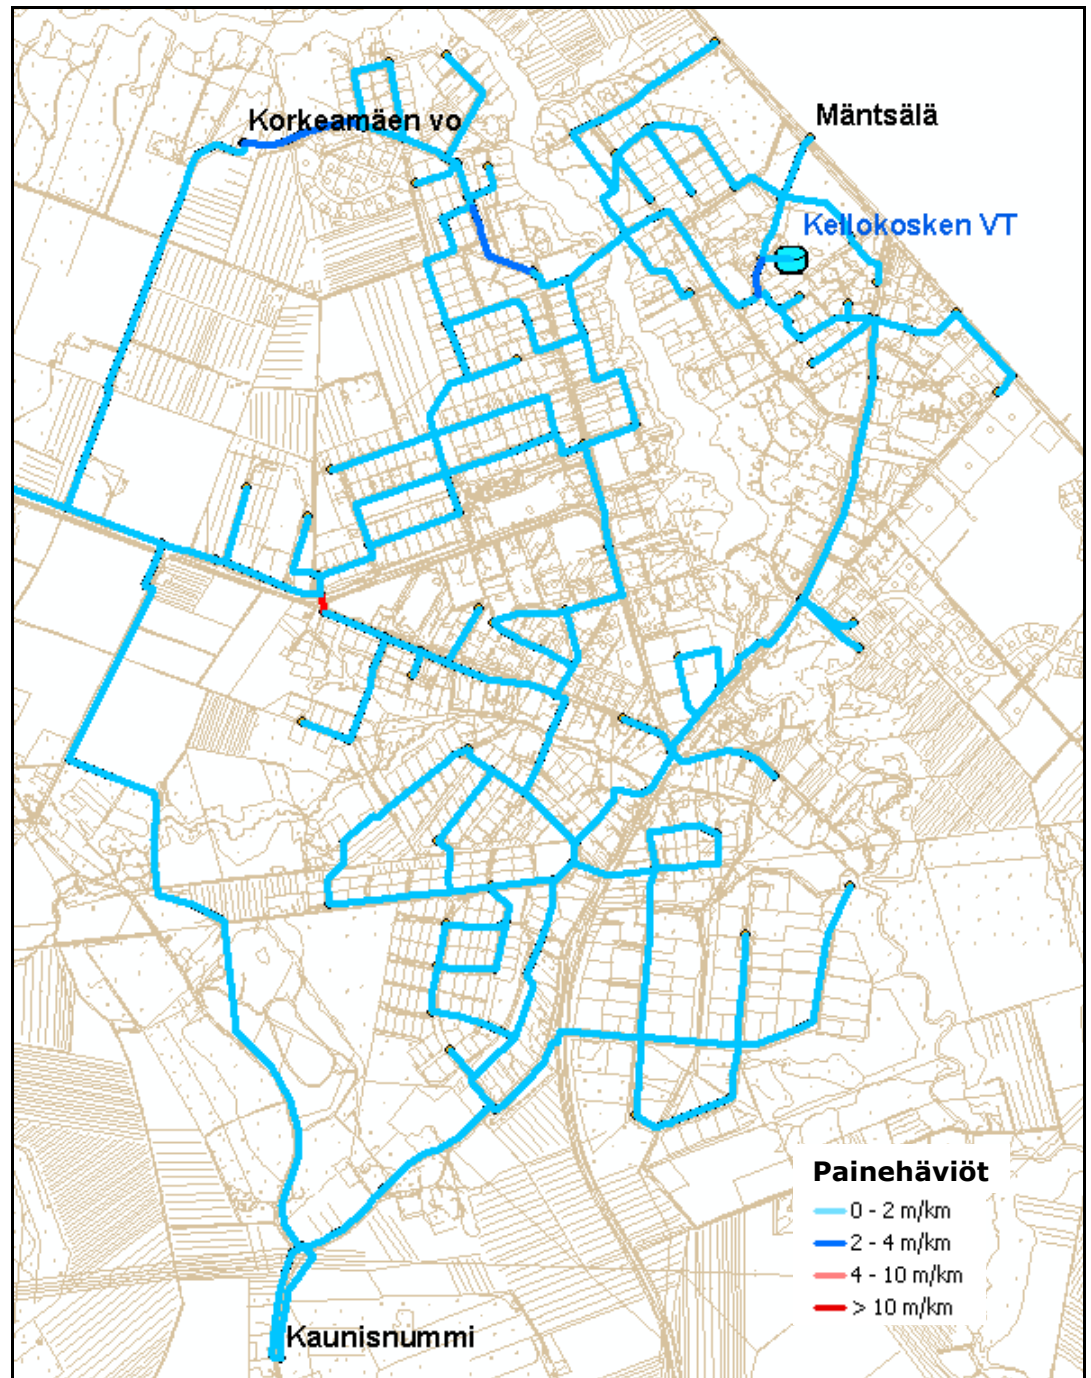 Korkeamäen vo
Mäntsälä
Kellokosken VT
Painehäviöt
0 - 2 m/km
2 - 4 m/km
4 - 10 m/km
> 10 m/km
Kaunisnummi